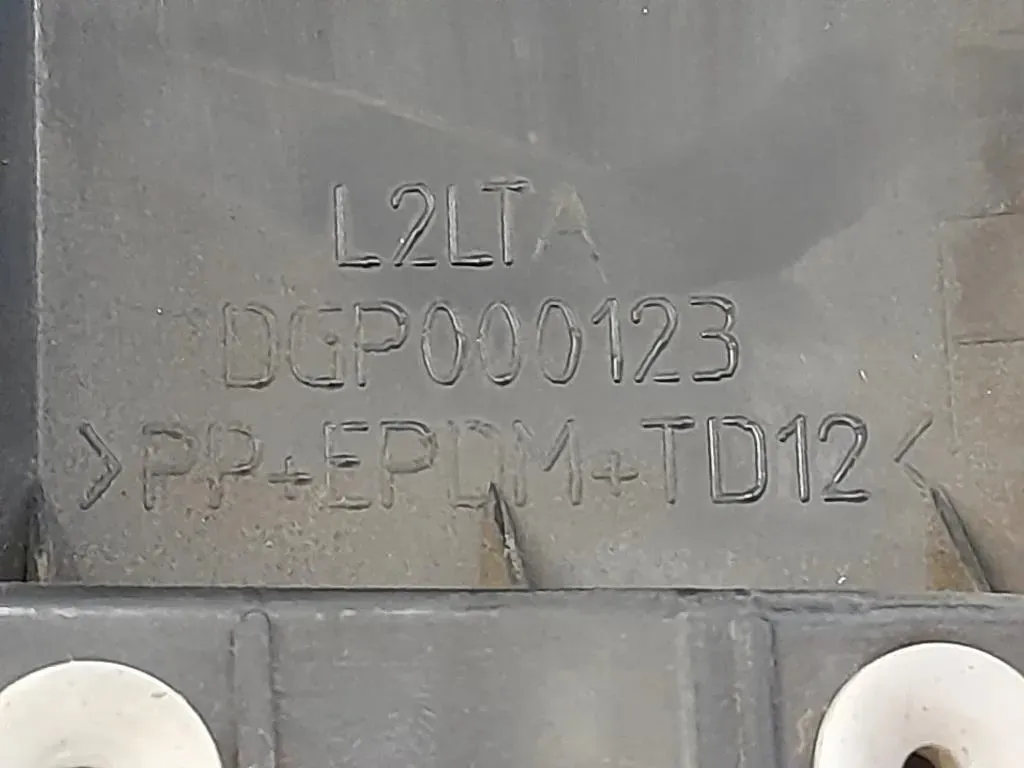 L2LTA
DGP000123
>PP+EPDM+TD12<